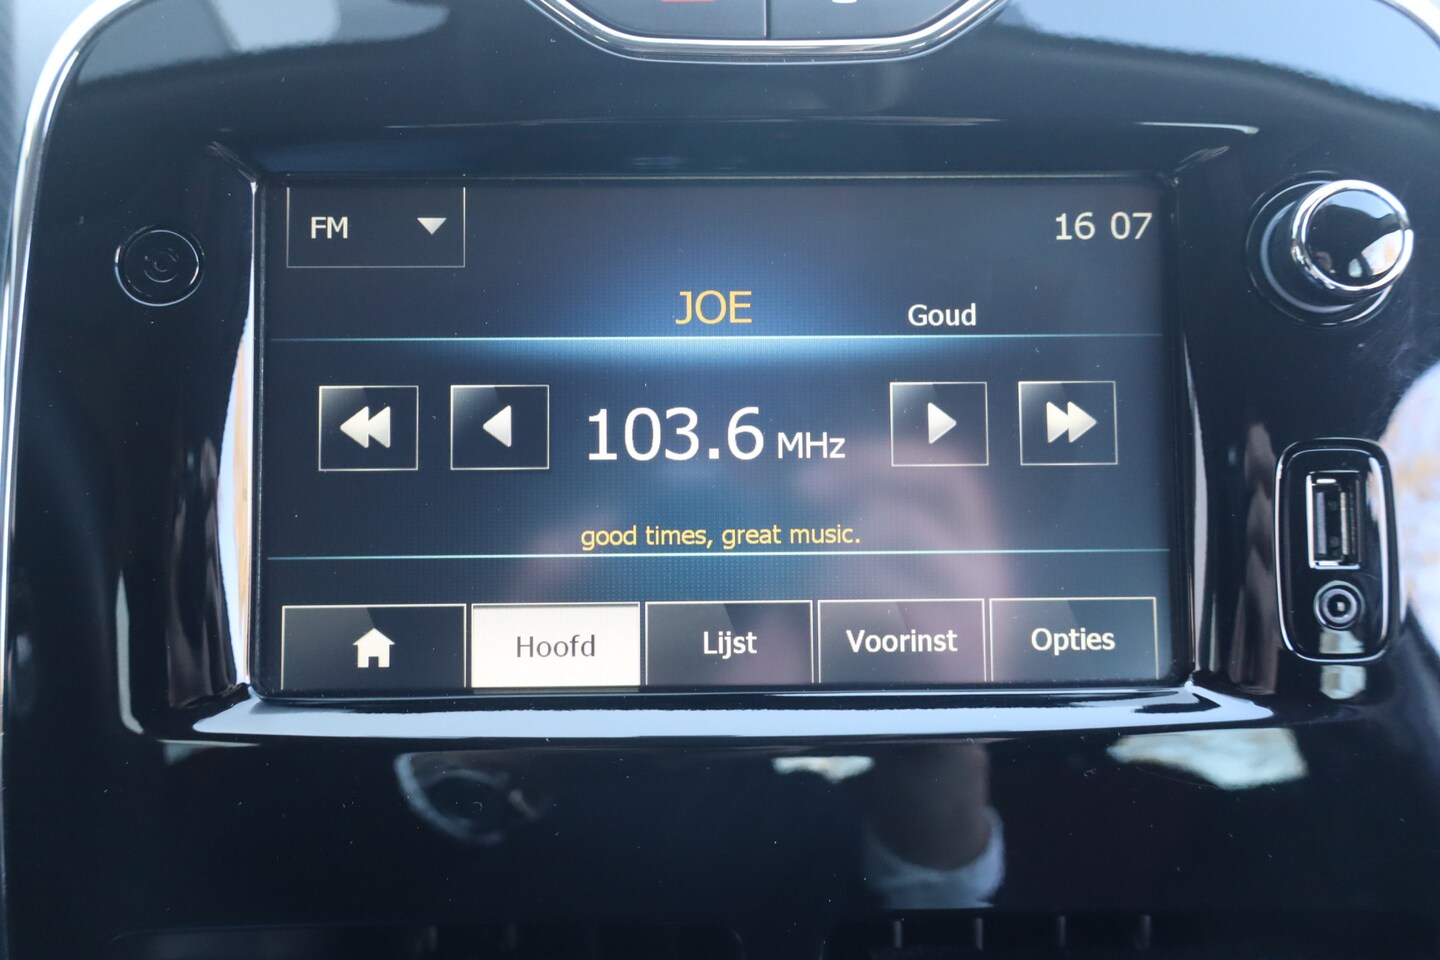 FM
16 07
JOE
Goud
103.6 MHz
good times, great music.
Hoofd
Lijst
Voorinst
Opties